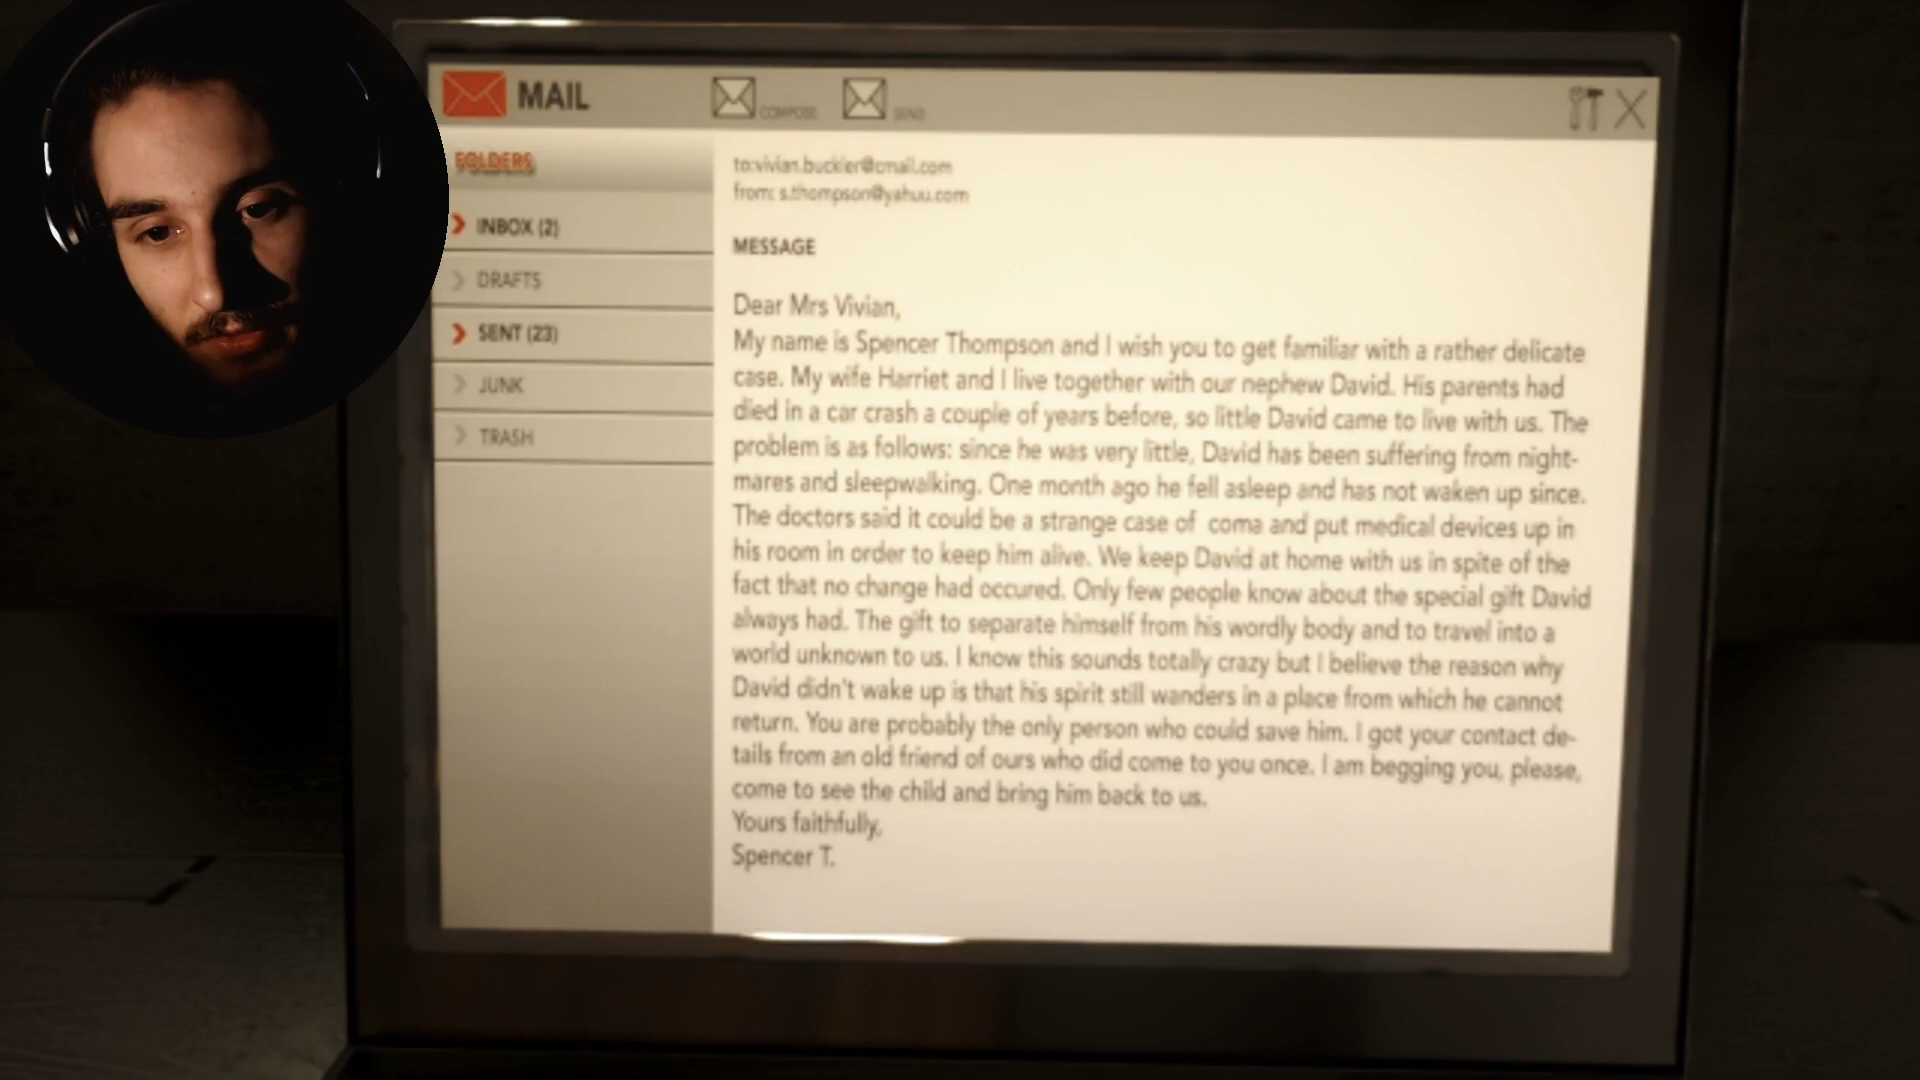 MAIL
COMPOSE
SEND
FOLDERS
INBOX (2)
DRAFTS
SENT (23)
JUNK
TRASH
to:vivian.buckler@cmail.com
from: s.thompson@yahuu.com
MESSAGE
Dear Mrs Vivian,
My name is Spencer Thompson and I wish you to get familiar with a rather delicate
case. My wife Harriet and I live together with our nephew David. His parents had
died in a car crash a couple of years before, so little David came to live with us. The
problem is as follows: since he was very little, David has been suffering from night-
mares and sleepwalking. One month ago he fell asleep and has not waken up since.
The doctors said it could be a strange case of coma and put medical devices up in
his room in order to keep him alive. We keep David at home with us in spite of the
fact that no change had occured. Only few people know about the special gift David
always had. The gift to separate himself from his wordly body and to travel into a
world unknown to us. I know this sounds totally crazy but I believe the reason why
David didn't wake up is that his spirit still wanders in a place from which he cannot
return. You are probably the only person who could save him. I got your contact de-
tails from an old friend of ours who did come to you once. I am begging you, please,
come to see the child and bring him back to us.
Yours faithfully,
Spencer T.